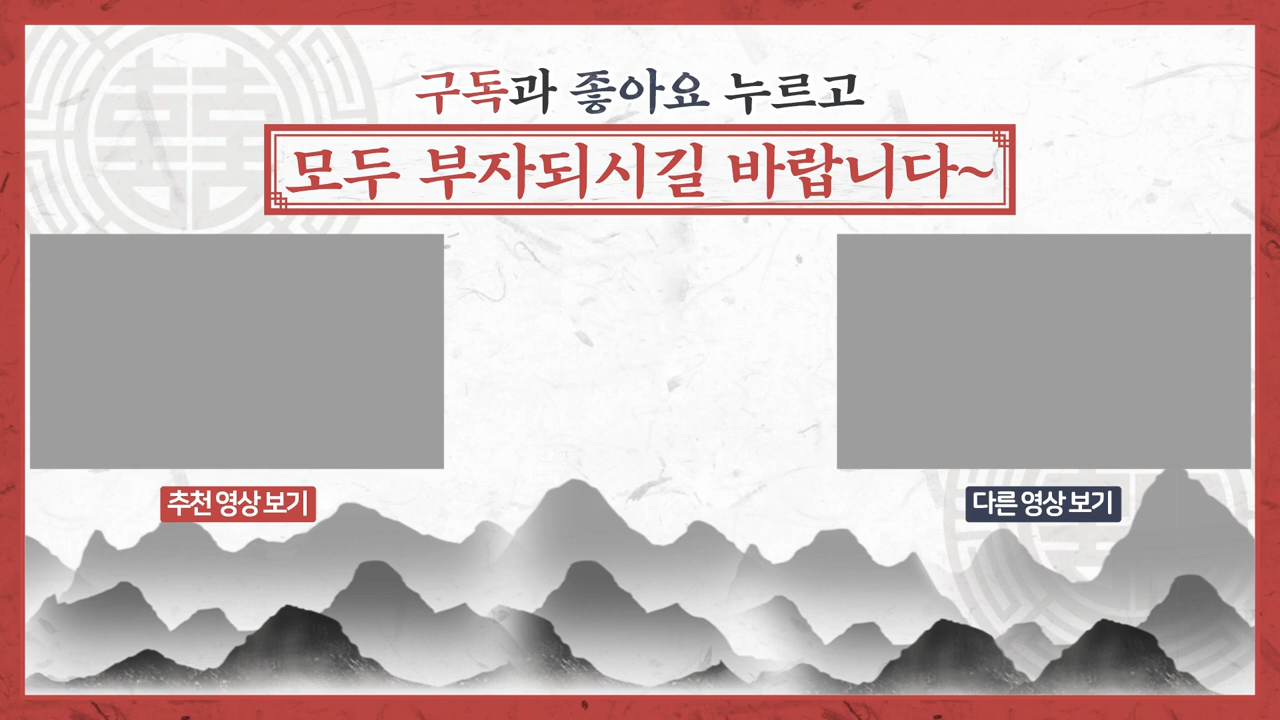 구독과 좋아요 누르고
모두 부자되시길 바랍니다~
추천 영상 보기
다른 영상 보기